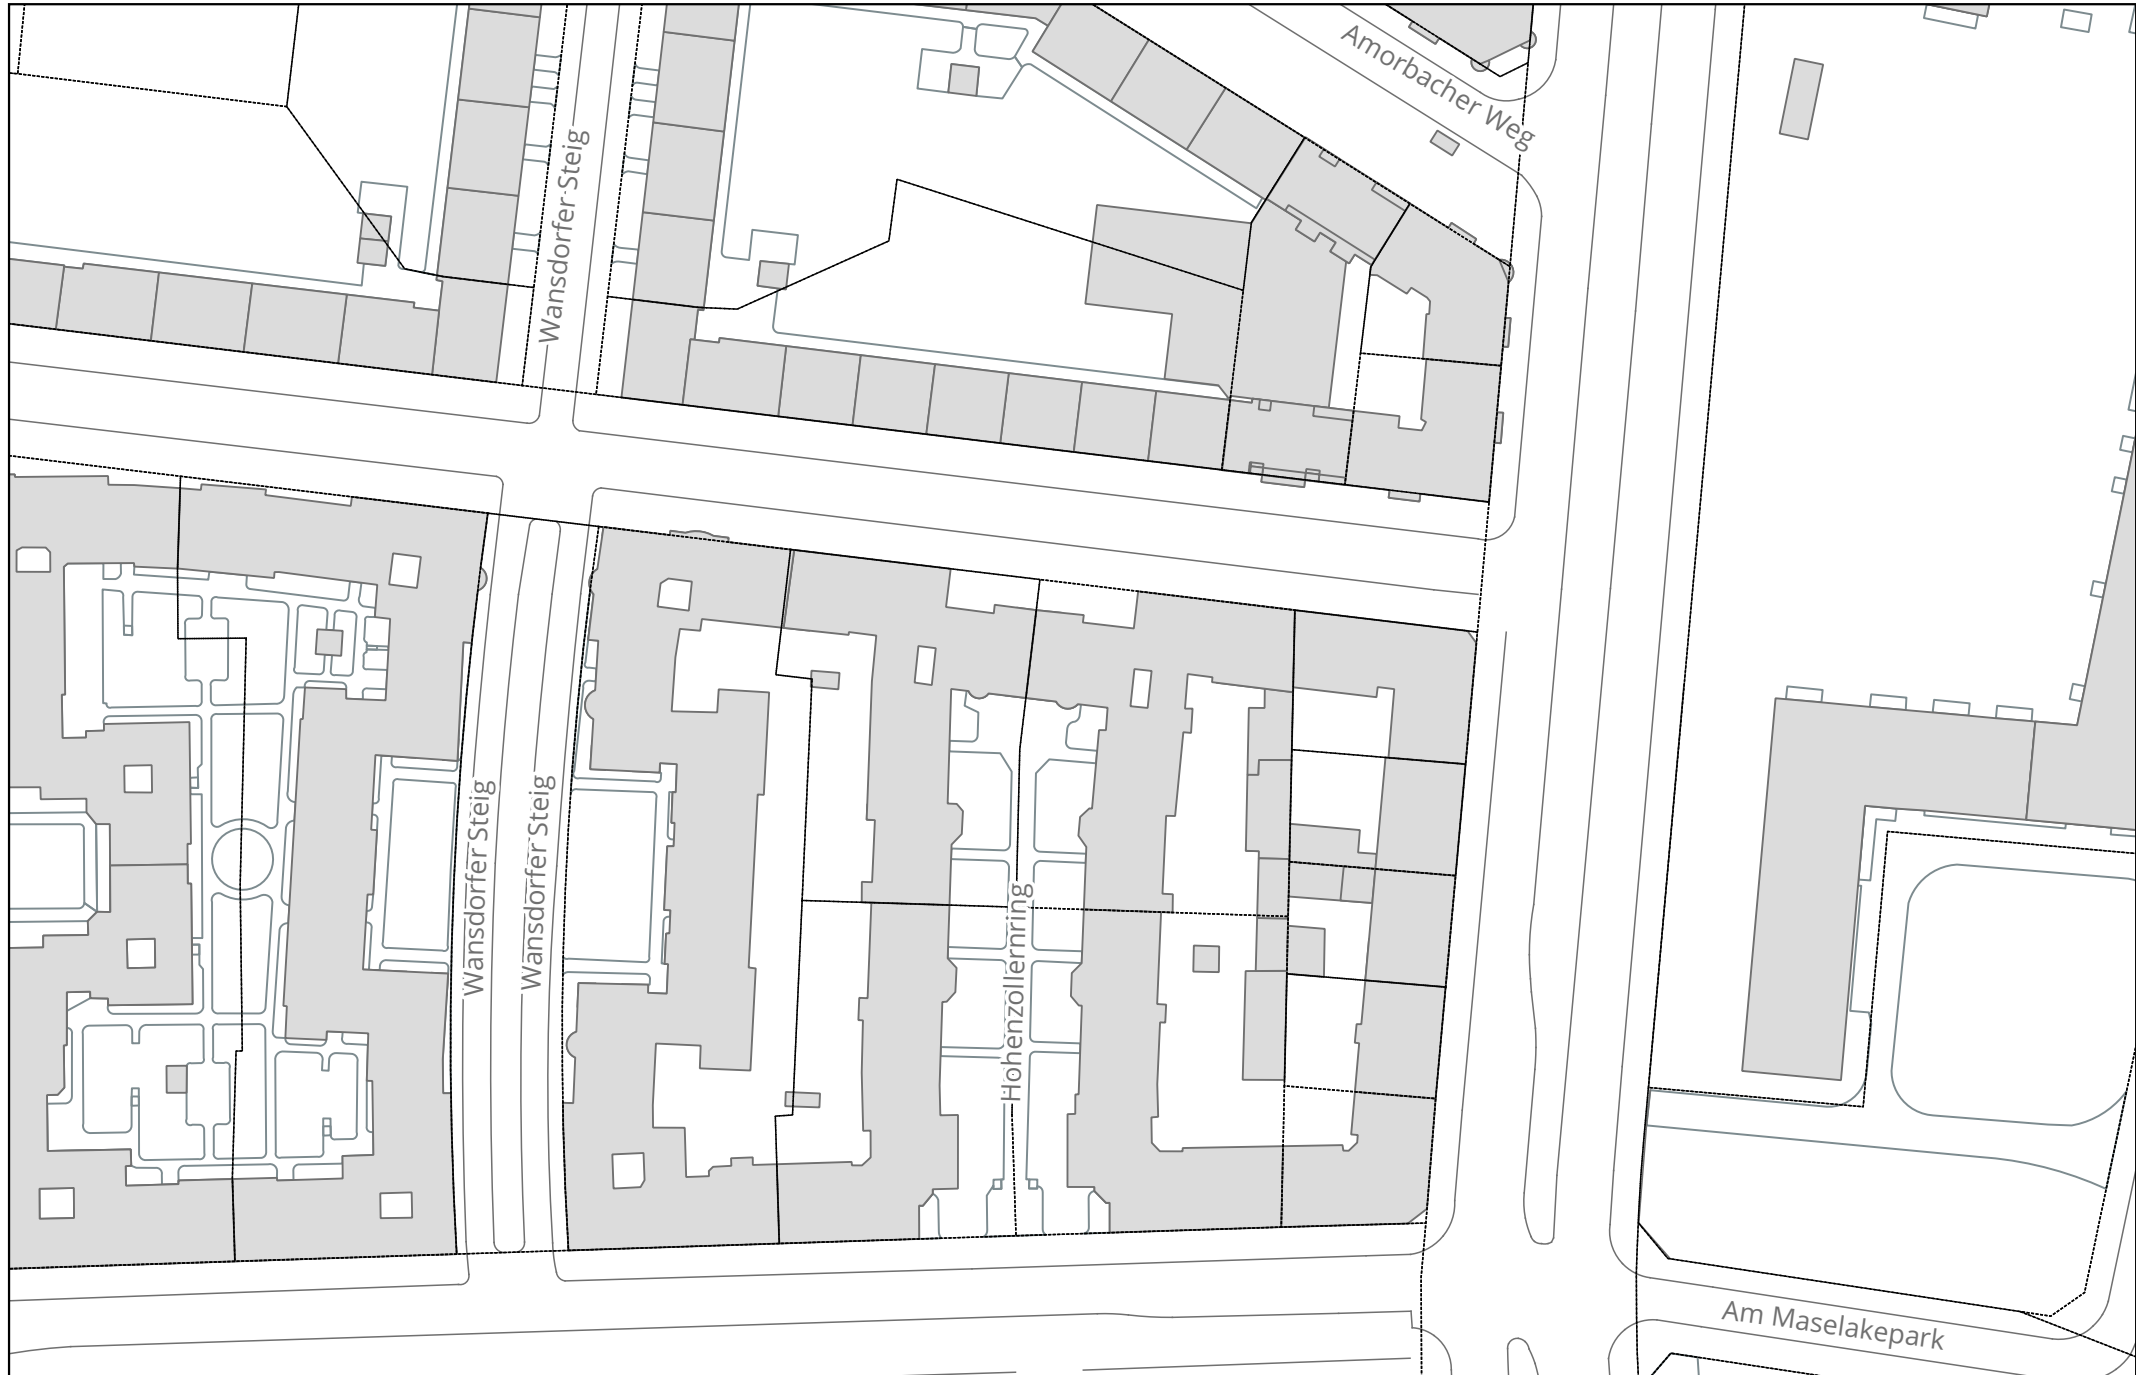 Amorbacher Weg
Wansdorfer Steig
Wansdorfer Steig
Wansdorfer Steig
Hohenzollernring
Am Maselakepark